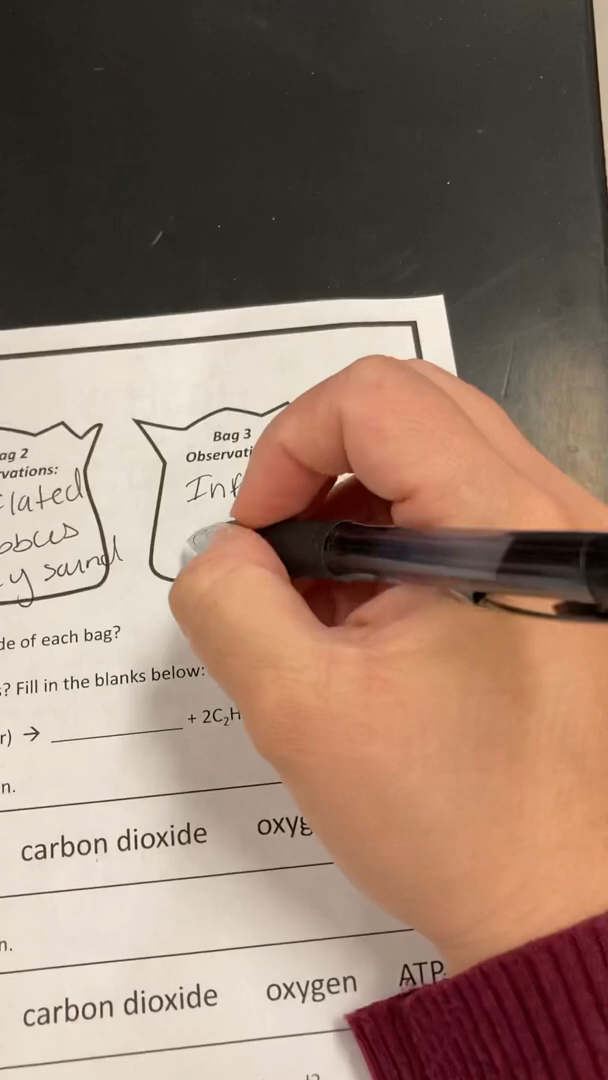 ag 2
vations:
flated
y sound
Bag 3
Observati
Inf
de of each bag?
s? Fill in the blanks below:
r) → ________ + 2C₂H
n.
carbon dioxide oxyg
n.
carbon dioxide oxygen ATP